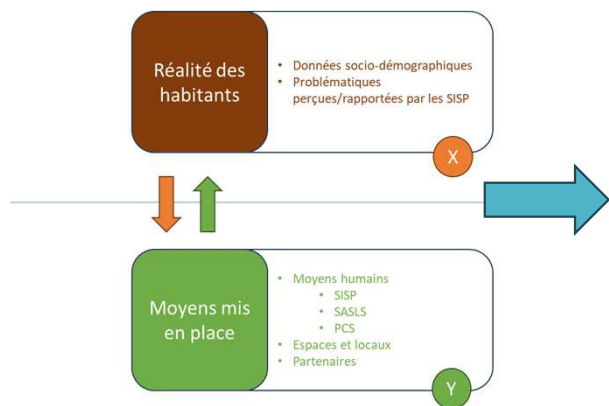 Réalité des
habitants
• Données socio-démographiques
• Problématiques
perçues/rapportées par les SISP
X
Moyens mis
en place
• Moyens humains
• SISP
• SASLS
• PCS
• Espaces et locaux
• Partenaires
Y